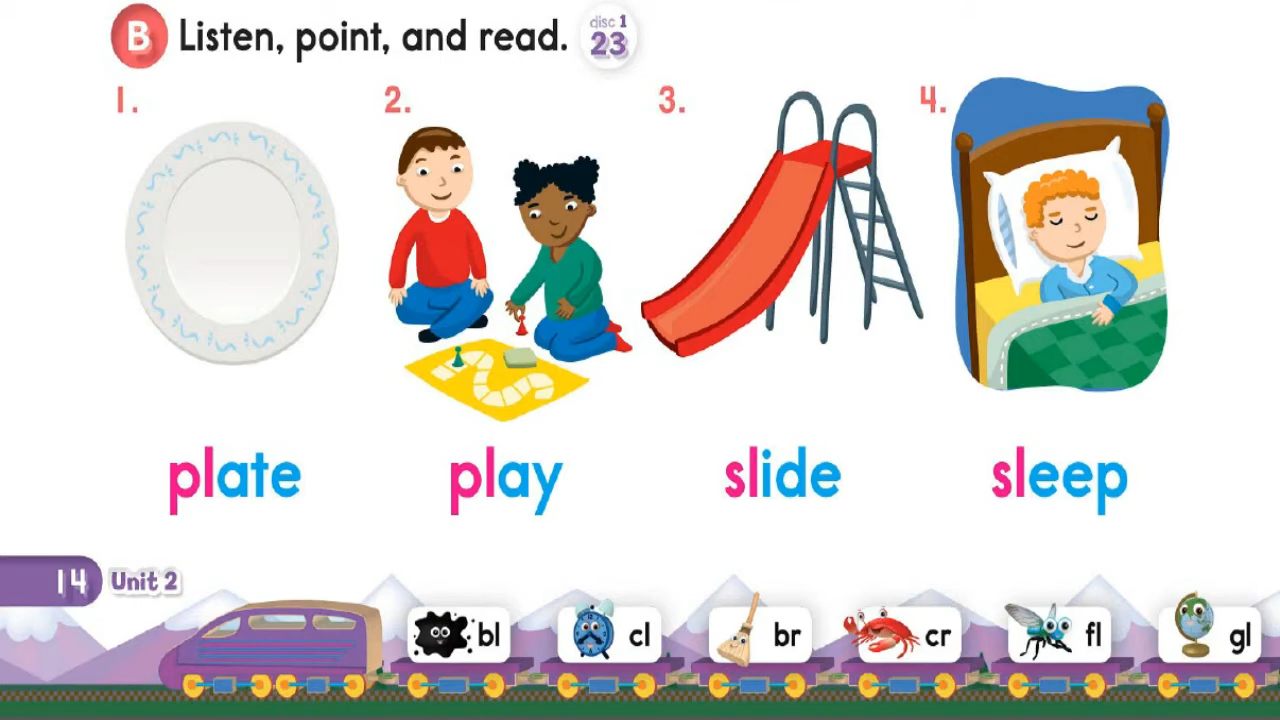 B Listen, point, and read. disc 1 23
1. 2. 3. 4.
plate play slide sleep
14 Unit 2
bl cl br cr fl gl